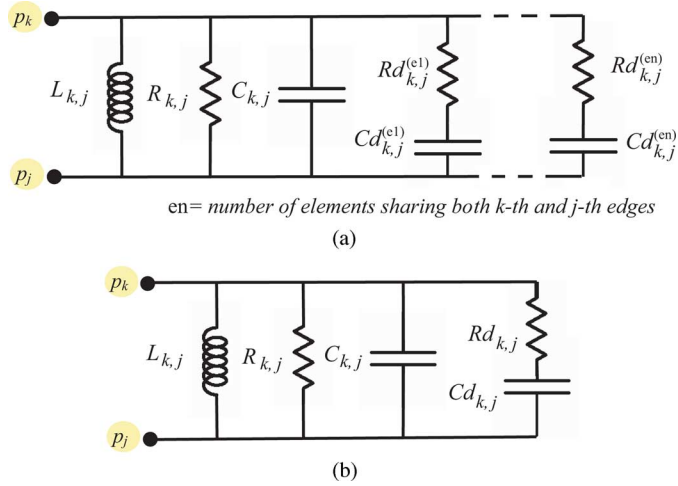 p_k
L_{k,j} R_{k,j} C_{k,j} Rd_{k,j}^{(e1)} Rd_{k,j}^{(en)}
Cd_{k,j}^{(e1)} Cd_{k,j}^{(en)}
p_j
en= number of elements sharing both k-th and j-th edges
(a)
p_k
L_{k,j} R_{k,j} C_{k,j} Rd_{k,j}
Cd_{k,j}
p_j
(b)